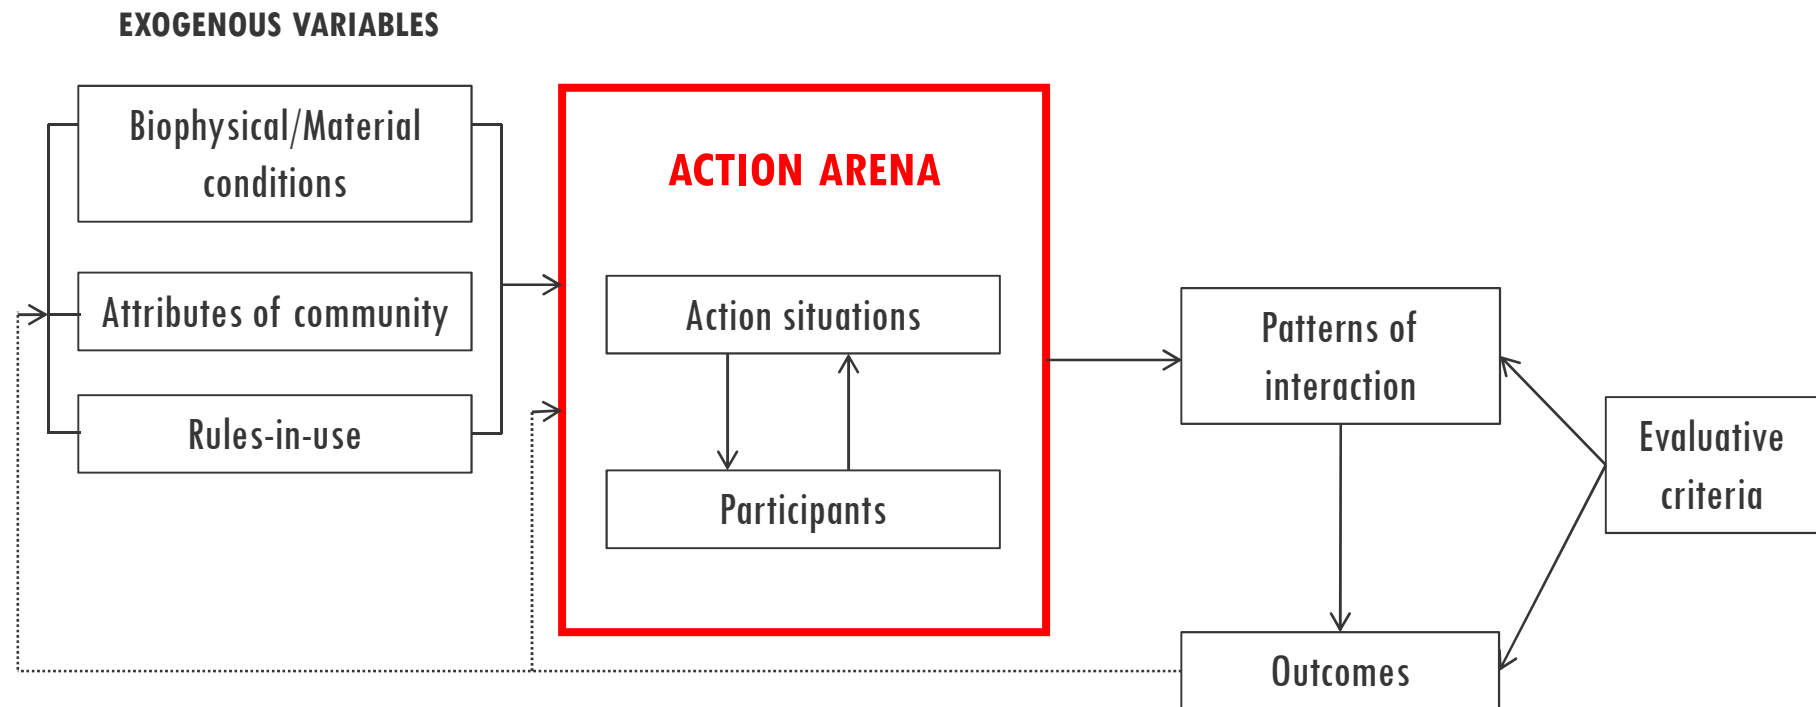 EXOGENOUS VARIABLES
Biophysical/Material
conditions
Attributes of community
Rules-in-use
ACTION ARENA
Action situations
Participants
Patterns of
interaction
Evaluative
criteria
Outcomes